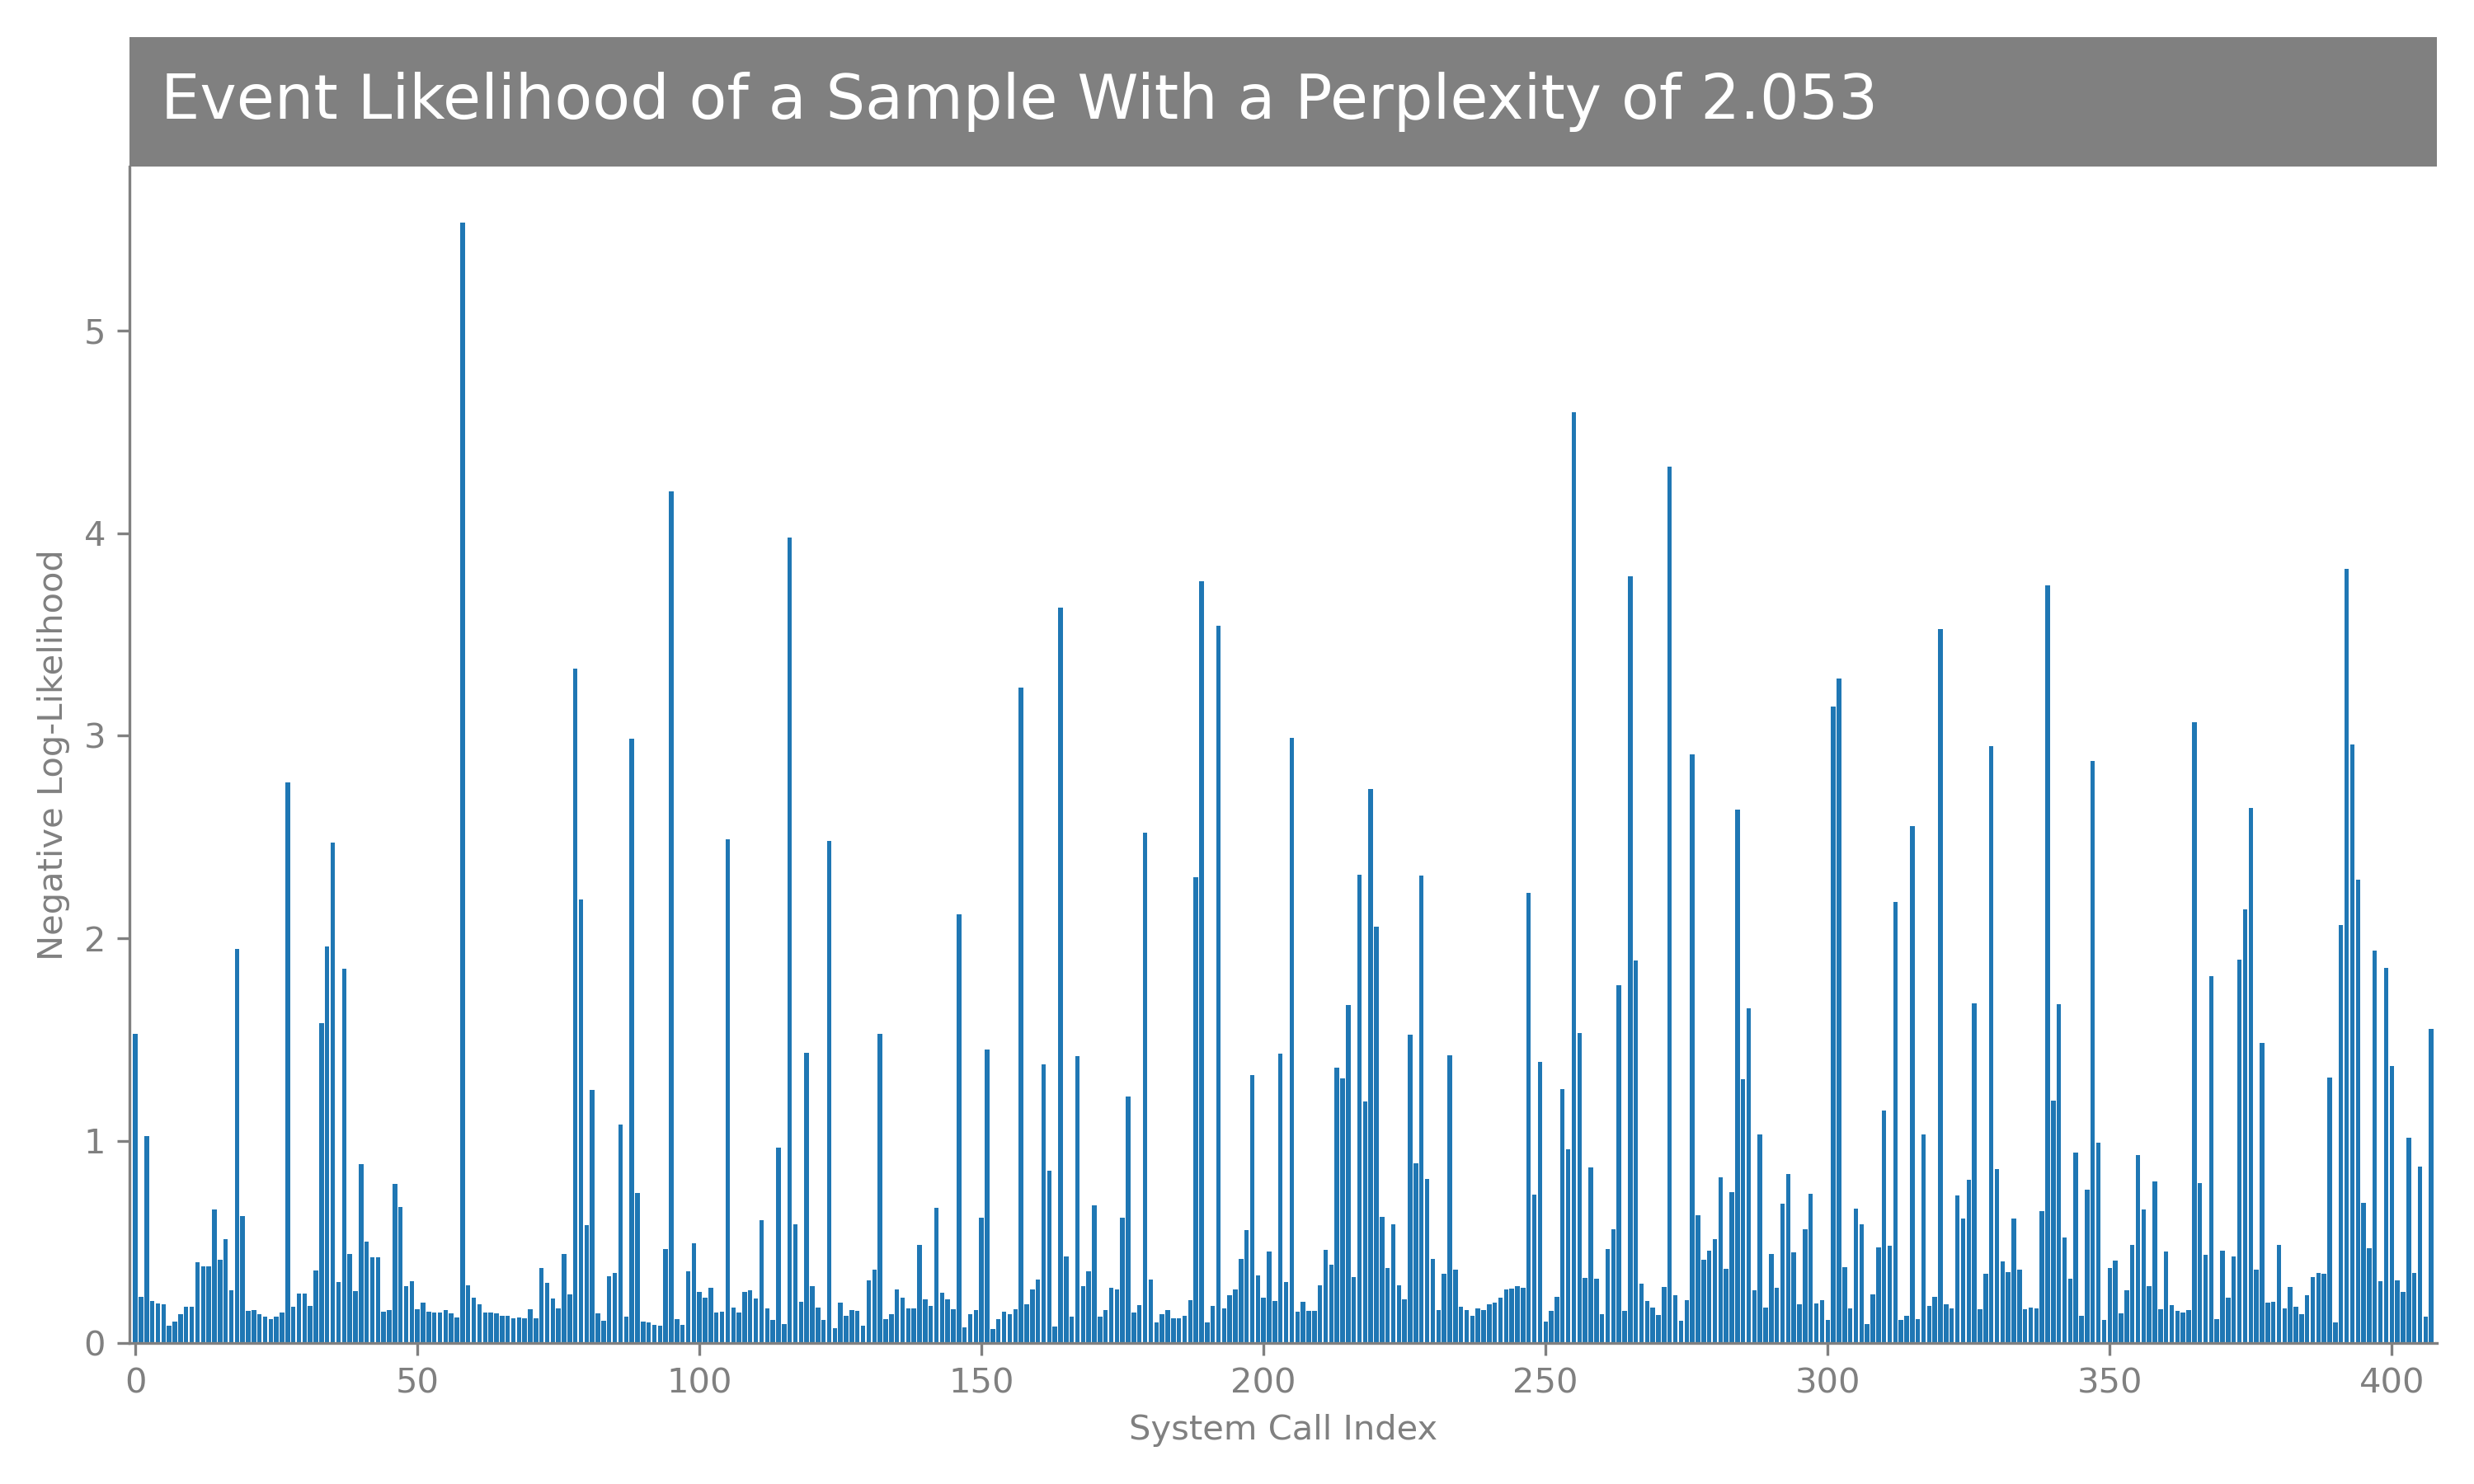 Event Likelihood of a Sample With a Perplexity of 2.053
Negative Log-Likelihood
5
4
3
2
1
0
0 50 100 150 200 250 300 350 400
System Call Index